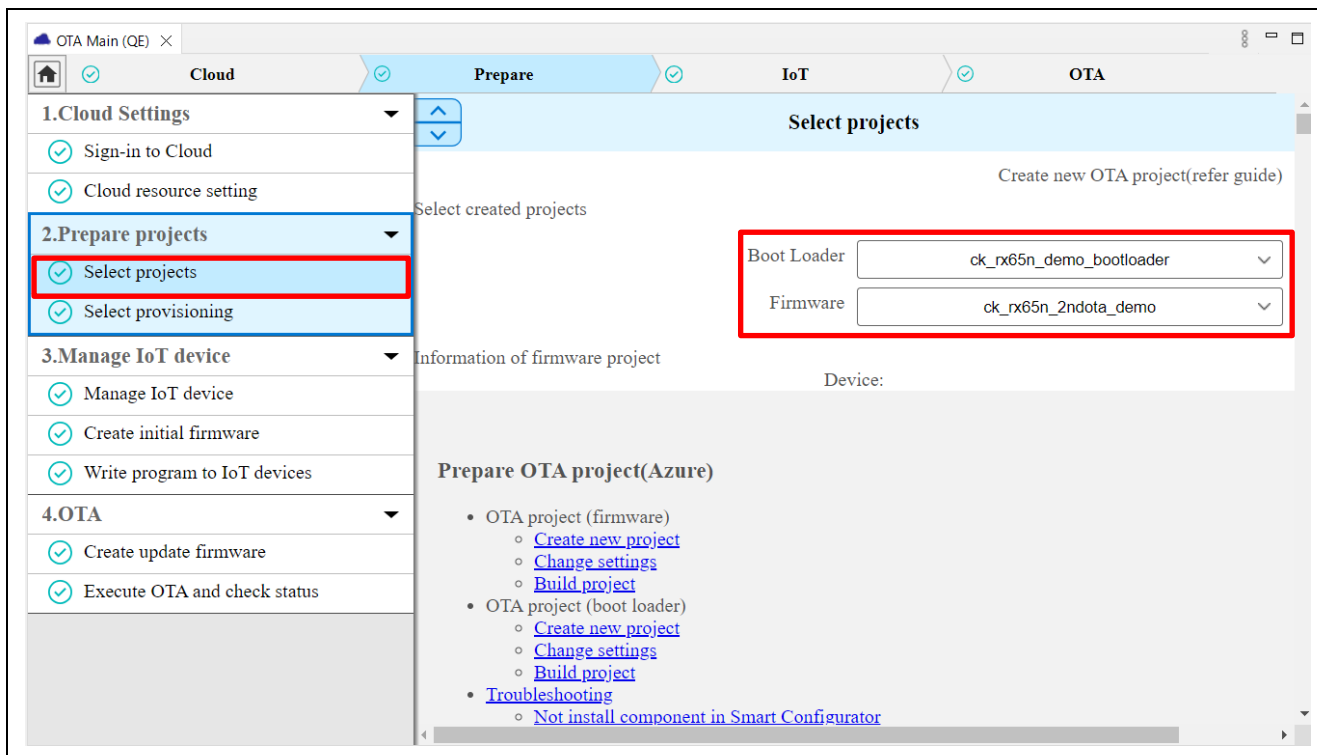 OTA Main (QE)
Cloud
Prepare
IoT
OTA
1.Cloud Settings
Sign-in to Cloud
Cloud resource setting
2.Prepare projects
Select projects
Select provisioning
3.Manage IoT device
Manage IoT device
Create initial firmware
Write program to IoT devices
4.OTA
Create update firmware
Execute OTA and check status
Select projects
Create new OTA project(refer guide)
Select created projects
Boot Loader ck_rx65n_demo_bootloader
Firmware ck_rx65n_2ndota_demo
Information of firmware project
Device:
Prepare OTA project(Azure)
• OTA project (firmware)
◦ Create new project
◦ Change settings
◦ Build project
• OTA project (boot loader)
◦ Create new project
◦ Change settings
◦ Build project
• Troubleshooting
◦ Not install component in Smart Configurator